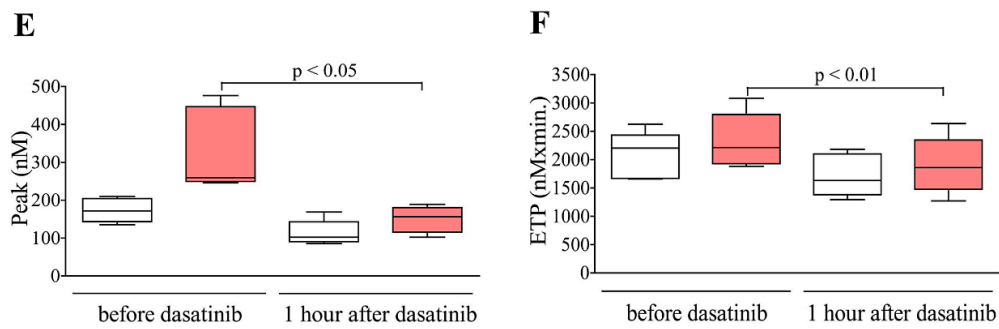 E
p < 0.05
Peak (nM)
500
400
300
200
100
0
before dasatinib
1 hour after dasatinib
F
p < 0.01
ETP (nMxmin.)
3500
3000
2500
2000
1500
1000
500
0
before dasatinib
1 hour after dasatinib